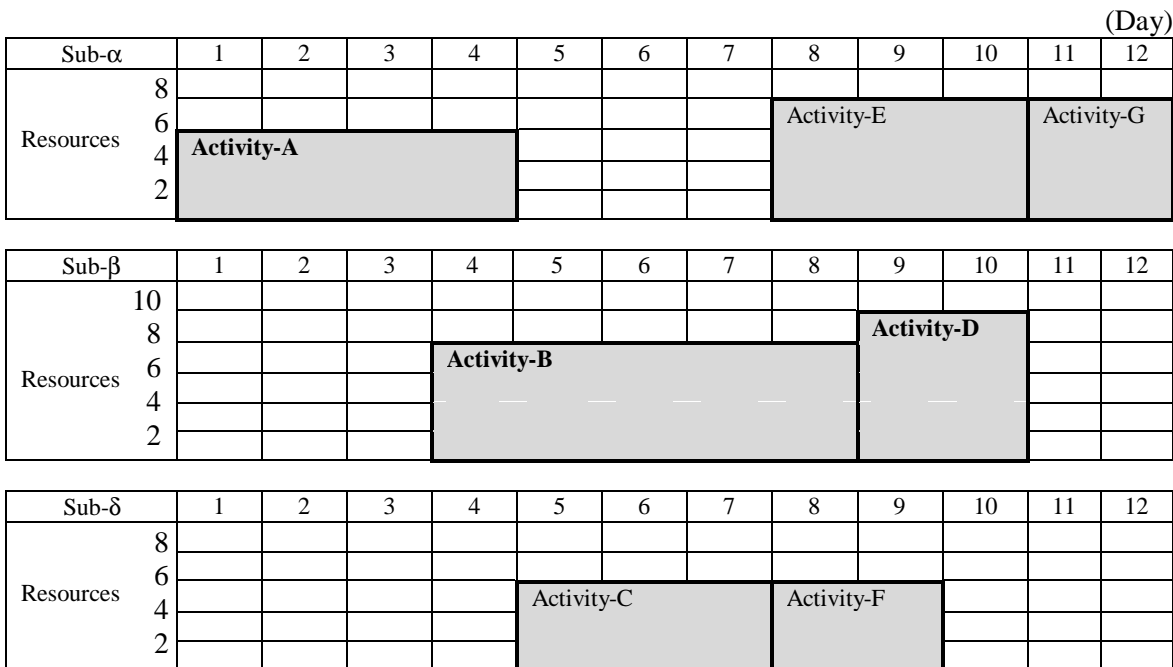 (Day)
Sub-α 1 2 3 4 5 6 7 8 9 10 11 12
8
Activity-E Activity-G
6
Resources
Activity-A
4
2
Sub-β 1 2 3 4 5 6 7 8 9 10 11 12
10
Activity-D
8
Activity-B
6
Resources
4
2
Sub-δ 1 2 3 4 5 6 7 8 9 10 11 12
8
6
Resources Activity-C Activity-F
4
2